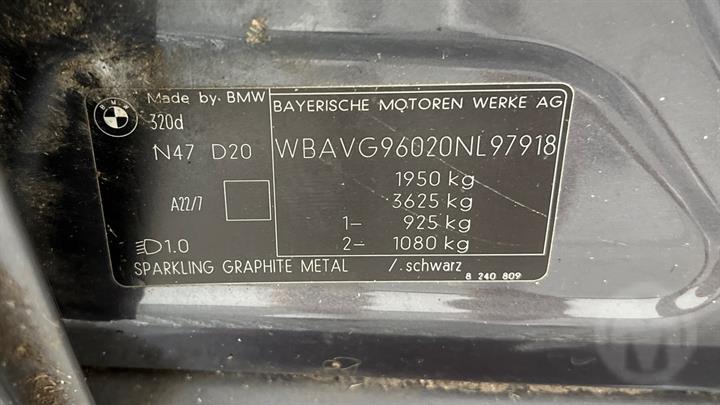 BMW
Made by. BMW
320d
N47 D20
A22/7
1.0
SPARKLING GRAPHITE METAL /. schwarz
BAYERISCHE MOTOREN WERKE AG
WBAVG96020NL97918
1950 kg
3625 kg
1– 925 kg
2– 1080 kg
8 240 809
M